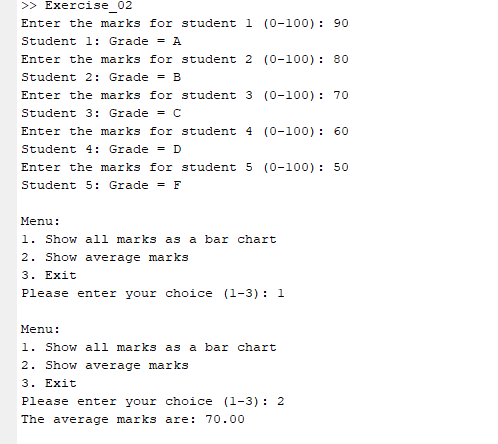 >> Exercise_02
Enter the marks for student 1 (0-100): 90
Student 1: Grade = A
Enter the marks for student 2 (0-100): 80
Student 2: Grade = B
Enter the marks for student 3 (0-100): 70
Student 3: Grade = C
Enter the marks for student 4 (0-100): 60
Student 4: Grade = D
Enter the marks for student 5 (0-100): 50
Student 5: Grade = F
Menu:
1. Show all marks as a bar chart
2. Show average marks
3. Exit
Please enter your choice (1-3): 1
Menu:
1. Show all marks as a bar chart
2. Show average marks
3. Exit
Please enter your choice (1-3): 2
The average marks are: 70.00